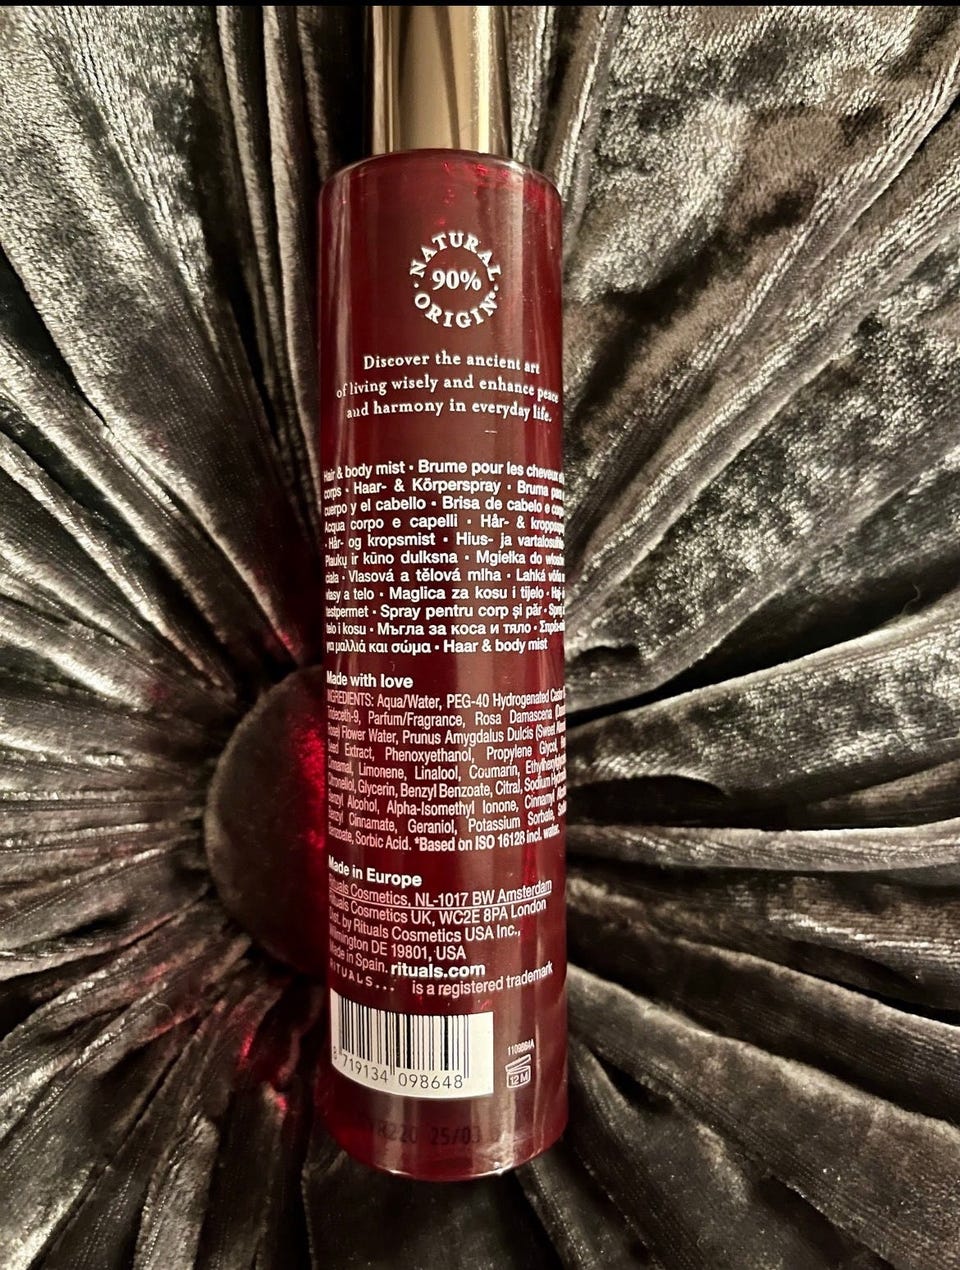 NATURAL
90%
ORIGIN*
Discover the ancient art
of living wisely and enhance peace
and harmony in everyday life.
Hair & body mist • Brume pour les cheveux
corps • Haar- & Körperspray • Bruma
cuerpo y el cabello • Brisa de cabelo e
Acqua corpo e capelli • Hår- &
• Hår- og kropsmist • Hius- ja
Plaukų ir kūno dulksna • Mgiełka do
ciała • Vlasová a tělová mlha • Lahká
vlasy a telo • Maglica za kosu i tijelo •
testpermet • Spray pentru corp și păr •
telo i kosu • Мъгла за коса и тяло •
για μαλλιά και σώμα • Haar & body mist
Made with love
INGREDIENTS: Aqua/Water, PEG-40 Hydrogenated Castor
Trideceth-9, Parfum/Fragrance, Rosa Damascena
Rose) Flower Water, Prunus Amygdalus Dulcis (Sweet
Seed Extract, Phenoxyethanol, Propylene Glycol,
Cinnamal, Limonene, Linalool, Coumarin,
Citronellol, Glycerin, Benzyl Benzoate, Citral, Sodium
Benzyl Alcohol, Alpha-Isomethyl Ionone, Cinnamyl
Benzyl Cinnamate, Geraniol, Potassium Sorbate,
Benzoate, Sorbic Acid. *Based on ISO 16128 incl. water.
Made in Europe
Rituals Cosmetics, NL-1017 BW Amsterdam
Rituals Cosmetics UK, WC2E 8PA London
Dist. by Rituals Cosmetics USA Inc.,
Wilmington DE 19801, USA
Made in Spain. rituals.com
RITUALS... is a registered trademark
8 719134 098648
1109864A
12 M
25/03